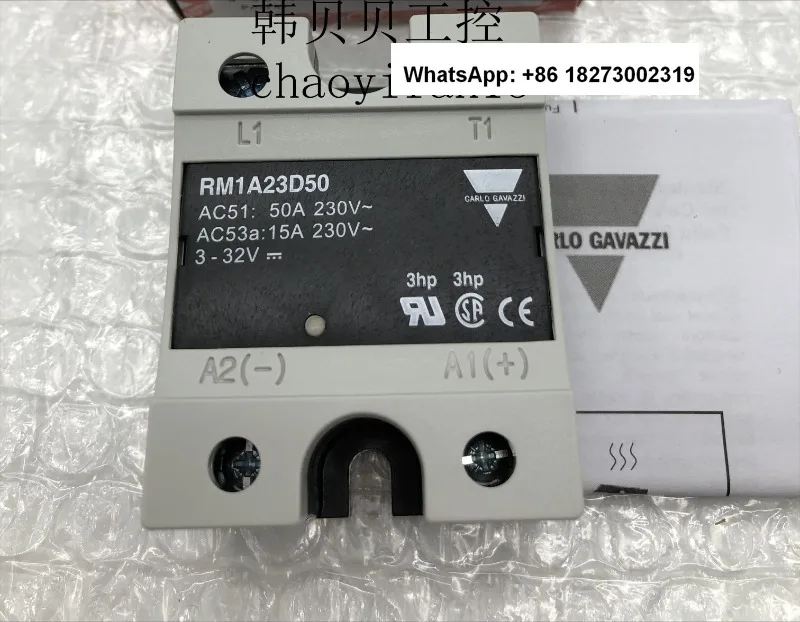 韩贝贝工控
WhatsApp: +86 18273002319
L1
T1
RM1A23D50
AC51: 50A 230V~
AC53a:15A 230V~
3-32V
CARLO GAVAZZI
3hp 3hp
A2(-)
A1(+)
RLO GAVAZZI